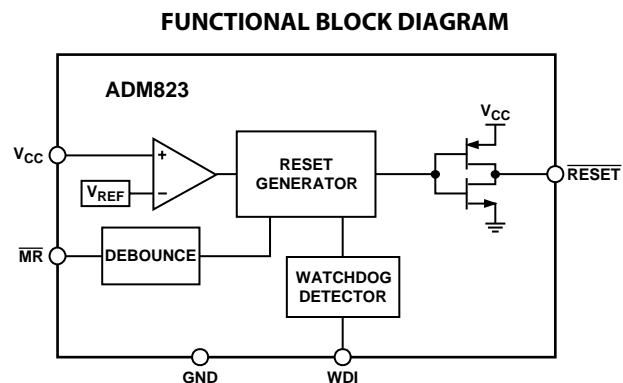 FUNCTIONAL BLOCK DIAGRAM
ADM823
VCC
VCC
+
RESET
GENERATOR
RESET
VREF
−
MR
DEBOUNCE
WATCHDOG
DETECTOR
GND
WDI